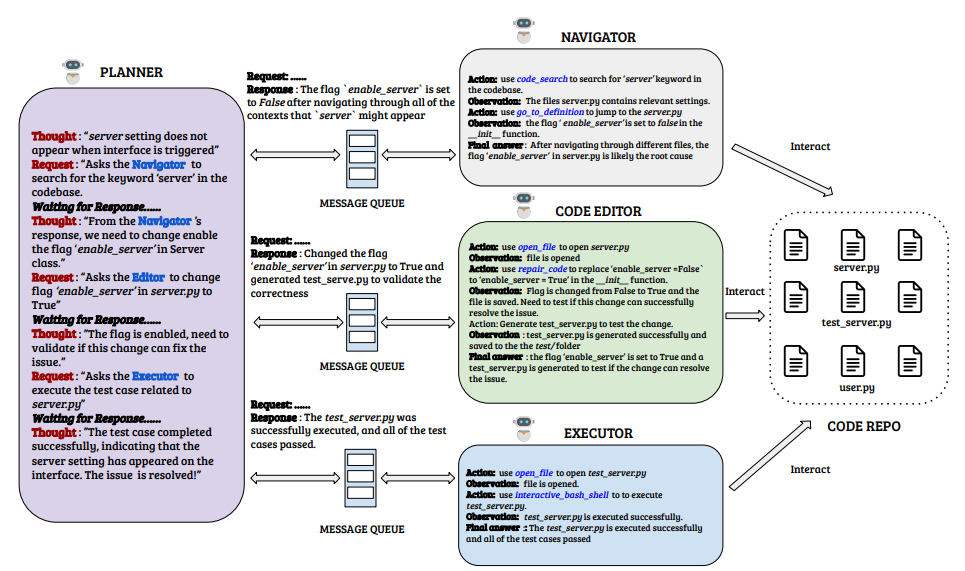 PLANNER
Thought : “server setting does not
appear when interface is triggered”
Request : “Asks the Navigator to
search for the keyword ‘server’ in the
codebase.
Waiting for Response......
Thought : “From the Navigator ’s
response, we need to change enable
the flag ‘enable_server’ in Server
class.”
Request : “Asks the Editor to change
flag ‘enable_server’ in server.py to
True”
Waiting for Response......
Thought : “The flag is enabled, need to
validate if this change can fix the
issue.”
Request : “Asks the Executor to
execute the test case related to
server.py”
Waiting for Response......
Thought : “The test case completed
successfully, indicating that the
server setting has appeared on the
interface. The issue is resolved!”
Request: ......
Response : The flag `enable_server` is set
to False after navigating through all of the
contexts that `server` might appear
MESSAGE QUEUE
Request: ......
Response : Changed the flag
‘enable_server’ in server.py to True and
generated test_serve.py to validate the
correctness
MESSAGE QUEUE
Request: ......
Response : The test_server.py was
successfully executed, and all of the test
cases passed.
MESSAGE QUEUE
NAVIGATOR
Action: use code_search to search for ‘server’ keyword in
the codebase.
Observation: The files server.py contains relevant settings.
Action: use go_to_definition to jump to the server.py
Observation: the flag ‘ enable_server’ is set to false in the
__init__ function.
Final answer : After navigating through different files, the
flag ‘enable_server’ in server.py is likely the root cause
CODE EDITOR
Action: use open_file to open server.py
Observation: file is opened
Action: use repair_code to replace ‘enable_server =False`
to ‘enable_server = True’ in the __init__ function.
Observation: Flag is changed from False to True and the
file is saved. Need to test if this change can successfully
resolve the issue.
Action: Generate test_server.py to test the change.
Observation : test_server.py is generated successfully and
saved to the the test/folder
Final answer : the flag ‘enable_server’ is set to True and a
test_server.py is generated to test if the change can resolve
the issue.
EXECUTOR
Action: use open_file to open test_server.py
Observation: file is opened.
Action: use interactive_bash_shell to to execute
test_server.py.
Observation: test_server.py is executed successfully.
Final answer : The test_server.py is executed successfully
and all of the test cases passed
Interact
Interact
Interact
server.py
test_server.py
user.py
CODE REPO